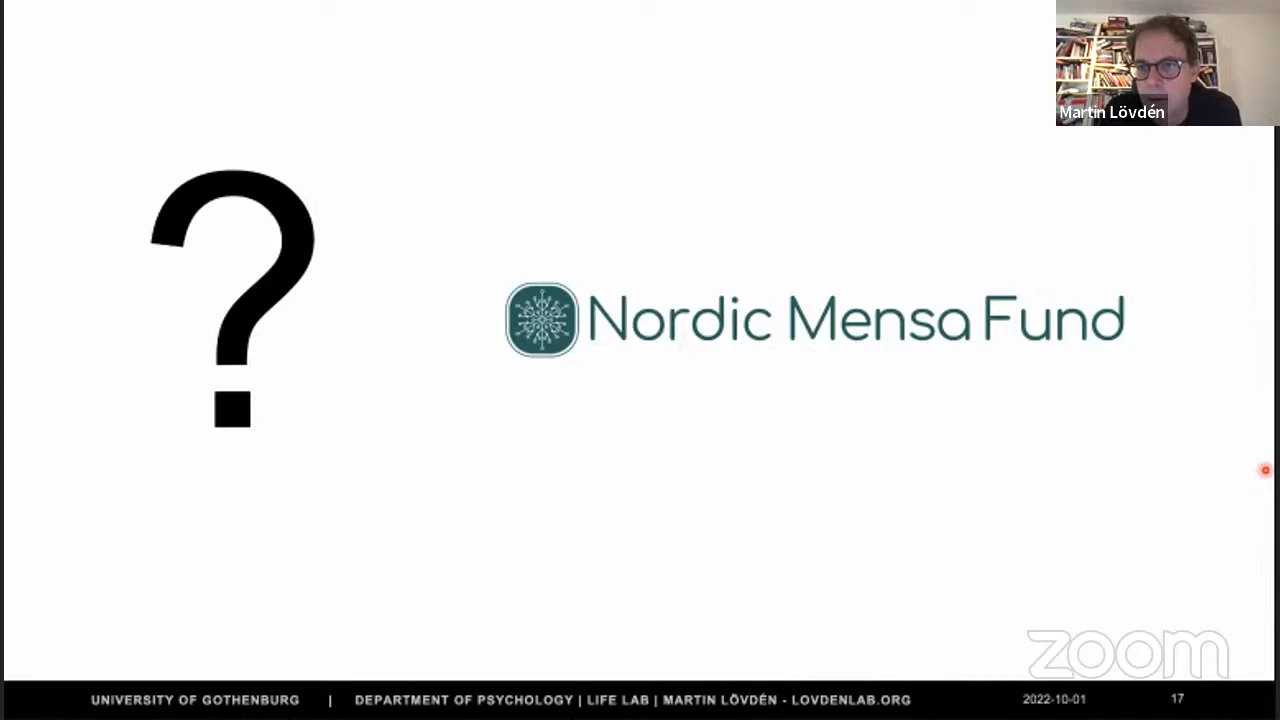 Martin Lövdén
?
Nordic Mensa Fund
zoom
UNIVERSITY OF GOTHENBURG | DEPARTMENT OF PSYCHOLOGY | LIFE LAB | MARTIN LÖVDÉN - LOVDENLAB.ORG 2022-10-01 17